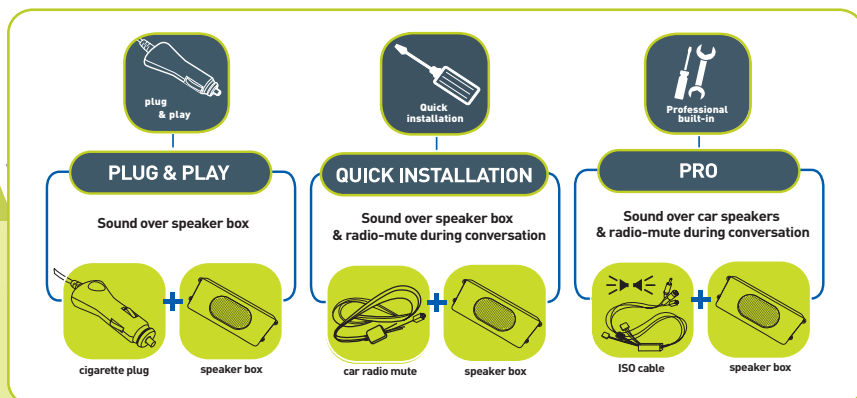 plug
& play
Quick
installation
Professional
built-in
PLUG & PLAY
QUICK INSTALLATION
PRO
Sound over speaker box
Sound over speaker box
& radio-mute during conversation
Sound over car speakers
& radio-mute during conversation
cigarette plug
speaker box
car radio mute
speaker box
ISO cable
speaker box